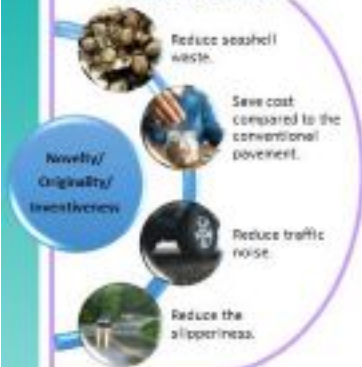 Reduce seashell
waste.
Save cost
compared to the
conventional
pavement.
Novelty/
Originality/
Inventiveness
Reduce traffic
noise.
Reduce the
slipperiness.